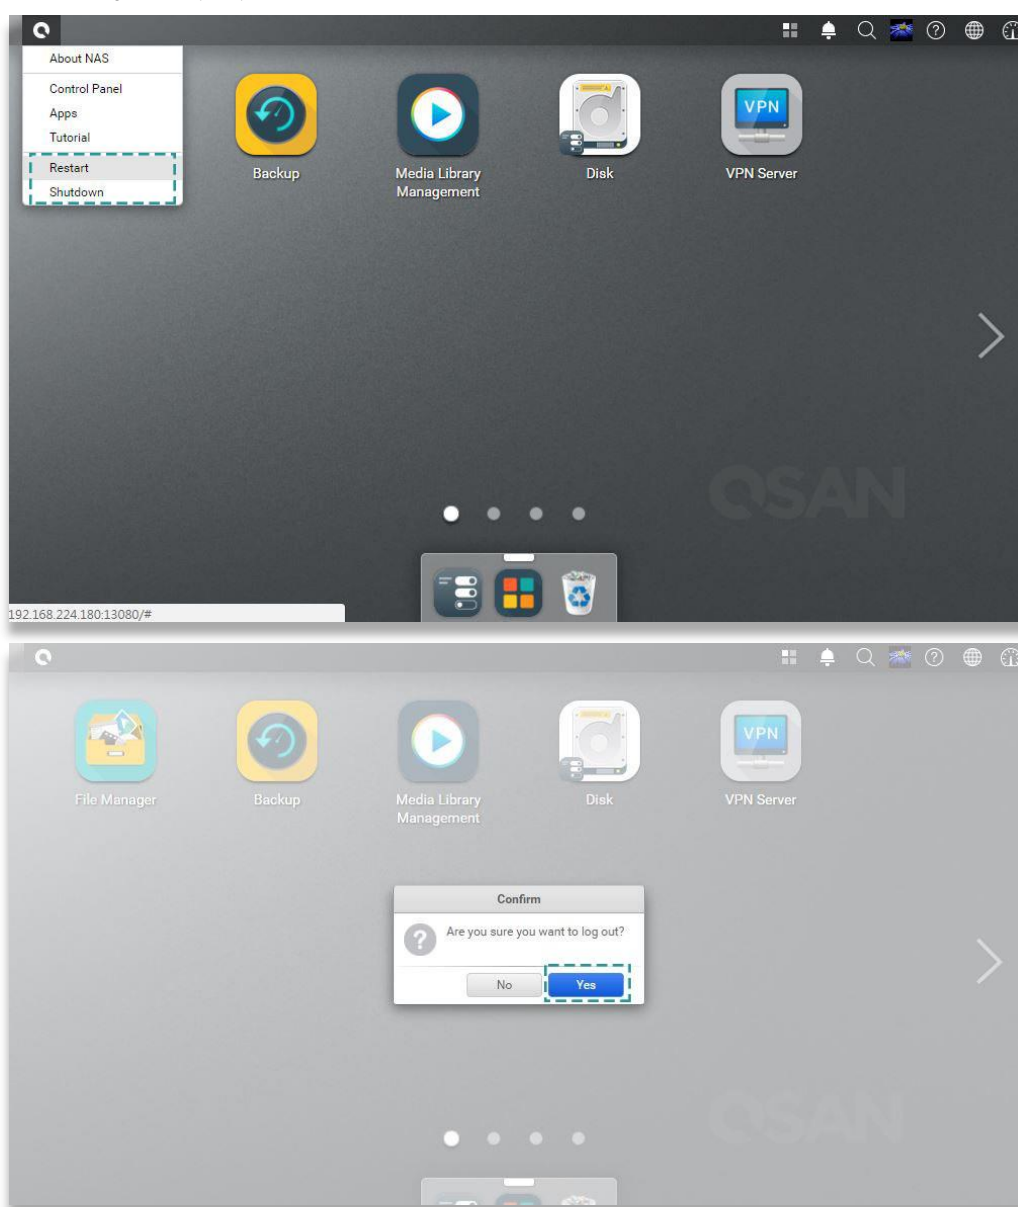 About NAS
Control Panel
Apps
Tutorial
Restart
Shutdown
VPN
Backup
Media Library
Management
Disk
VPN Server
QSAN
192.168.224.180:13080/#
VPN
File Manager
Backup
Media Library
Management
Disk
VPN Server
Confirm
Are you sure you want to log out?
No
Yes
QSAN